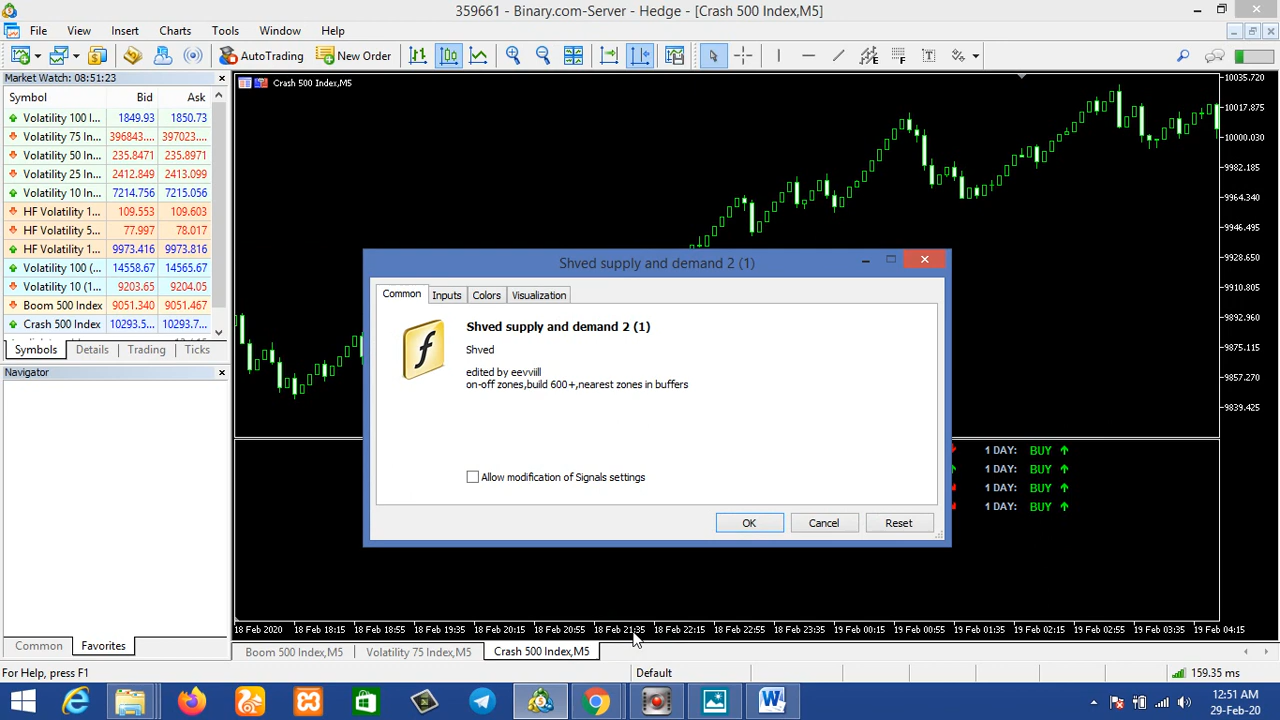 359661 - Binary.com-Server - Hedge - [Crash 500 Index,M5]
File View Insert Charts Tools Window Help
AutoTrading New Order
Market Watch: 08:51:23
Symbol Bid Ask
Volatility 100 I... 1849.93 1850.73
Volatility 75 In... 396843.... 397023....
Volatility 50 In... 235.8471 235.8971
Volatility 25 In... 2412.849 2413.099
Volatility 10 In... 7214.756 7215.056
HF Volatility 1... 109.553 109.603
HF Volatility 5... 77.997 78.017
HF Volatility 1... 9973.416 9973.816
Volatility 100 (... 14558.67 14565.67
Volatility 10 (1... 9203.65 9204.05
Boom 500 Index 9051.340 9051.467
Crash 500 Index 10293.5... 10293.7...
Symbols Details Trading Ticks
Navigator
Common Favorites
Crash 500 Index,M5
10035.720
10017.875
10000.030
9982.185
9964.340
9946.495
9928.650
9910.805
9892.960
9875.115
9857.270
9839.425
Shved supply and demand 2 (1)
Common Inputs Colors Visualization
Shved supply and demand 2 (1)
Shved
edited by eevviill
on-off zones,build 600+,nearest zones in buffers
Allow modification of Signals settings
OK Cancel Reset
1 DAY: BUY
1 DAY: BUY
1 DAY: BUY
1 DAY: BUY
18 Feb 2020 18 Feb 18:15 18 Feb 18:55 18 Feb 19:35 18 Feb 20:15 18 Feb 20:55 18 Feb 21:35 18 Feb 22:15 18 Feb 22:55 18 Feb 23:35 19 Feb 00:15 19 Feb 00:55 19 Feb 01:35 19 Feb 02:15 19 Feb 02:55 19 Feb 03:35 19 Feb 04:15
Boom 500 Index,M5 Volatility 75 Index,M5 Crash 500 Index,M5
For Help, press F1 Default 159.35 ms
12:51 AM
29-Feb-20